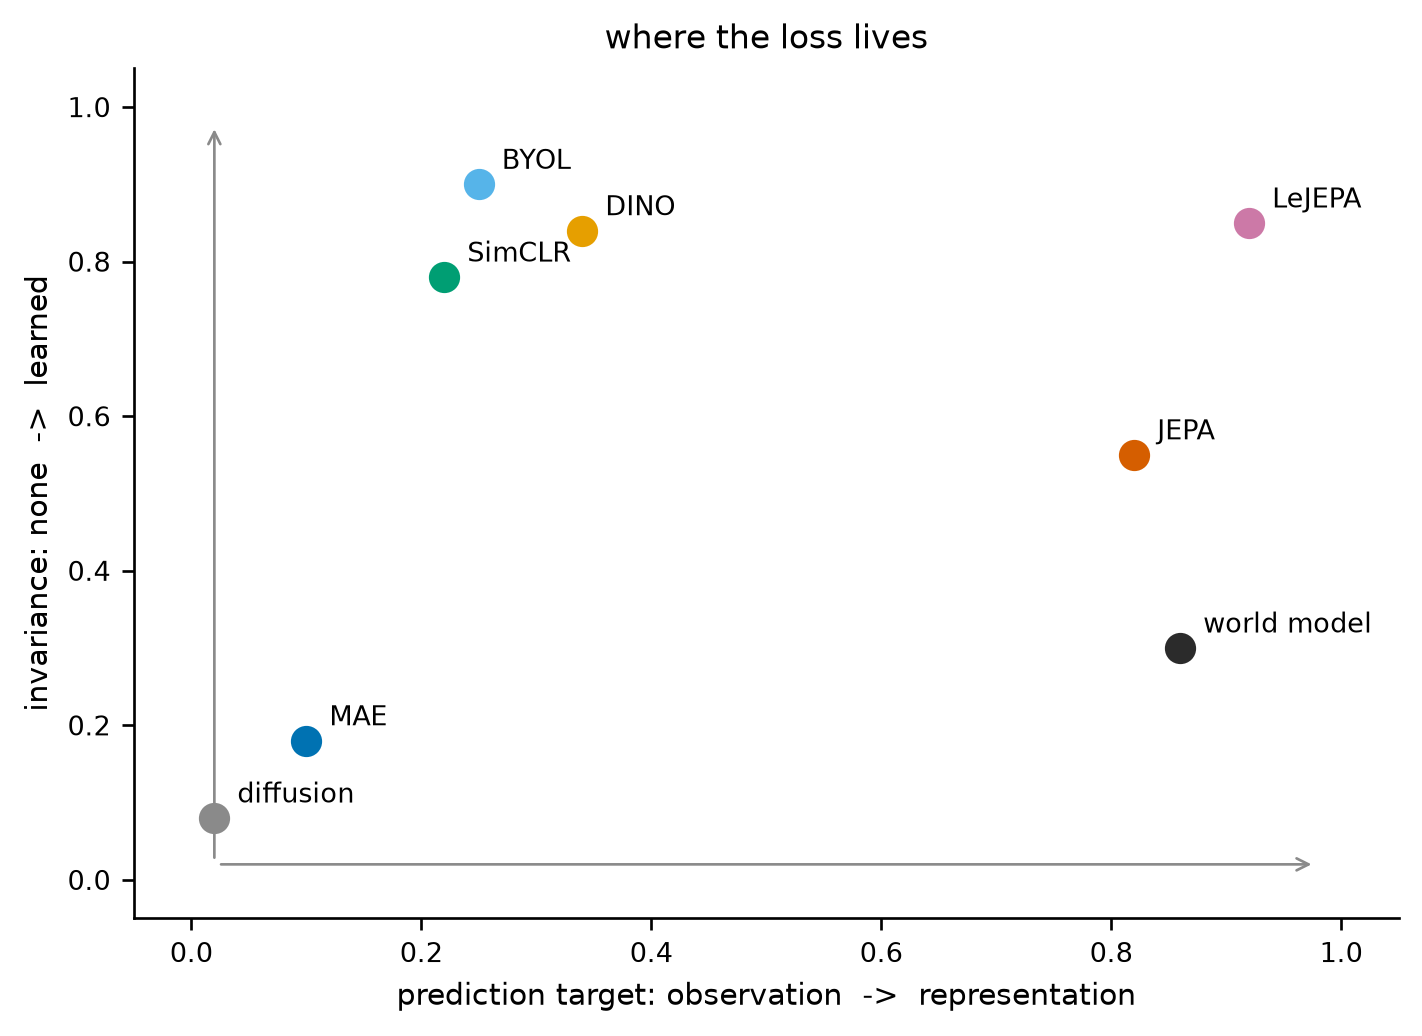 where the loss lives
1.0
0.8
0.6
0.4
0.2
0.0
invariance: none -> learned
BYOL
DINO
LeJEPA
SimCLR
JEPA
world model
MAE
diffusion
0.0 0.2 0.4 0.6 0.8 1.0
prediction target: observation -> representation